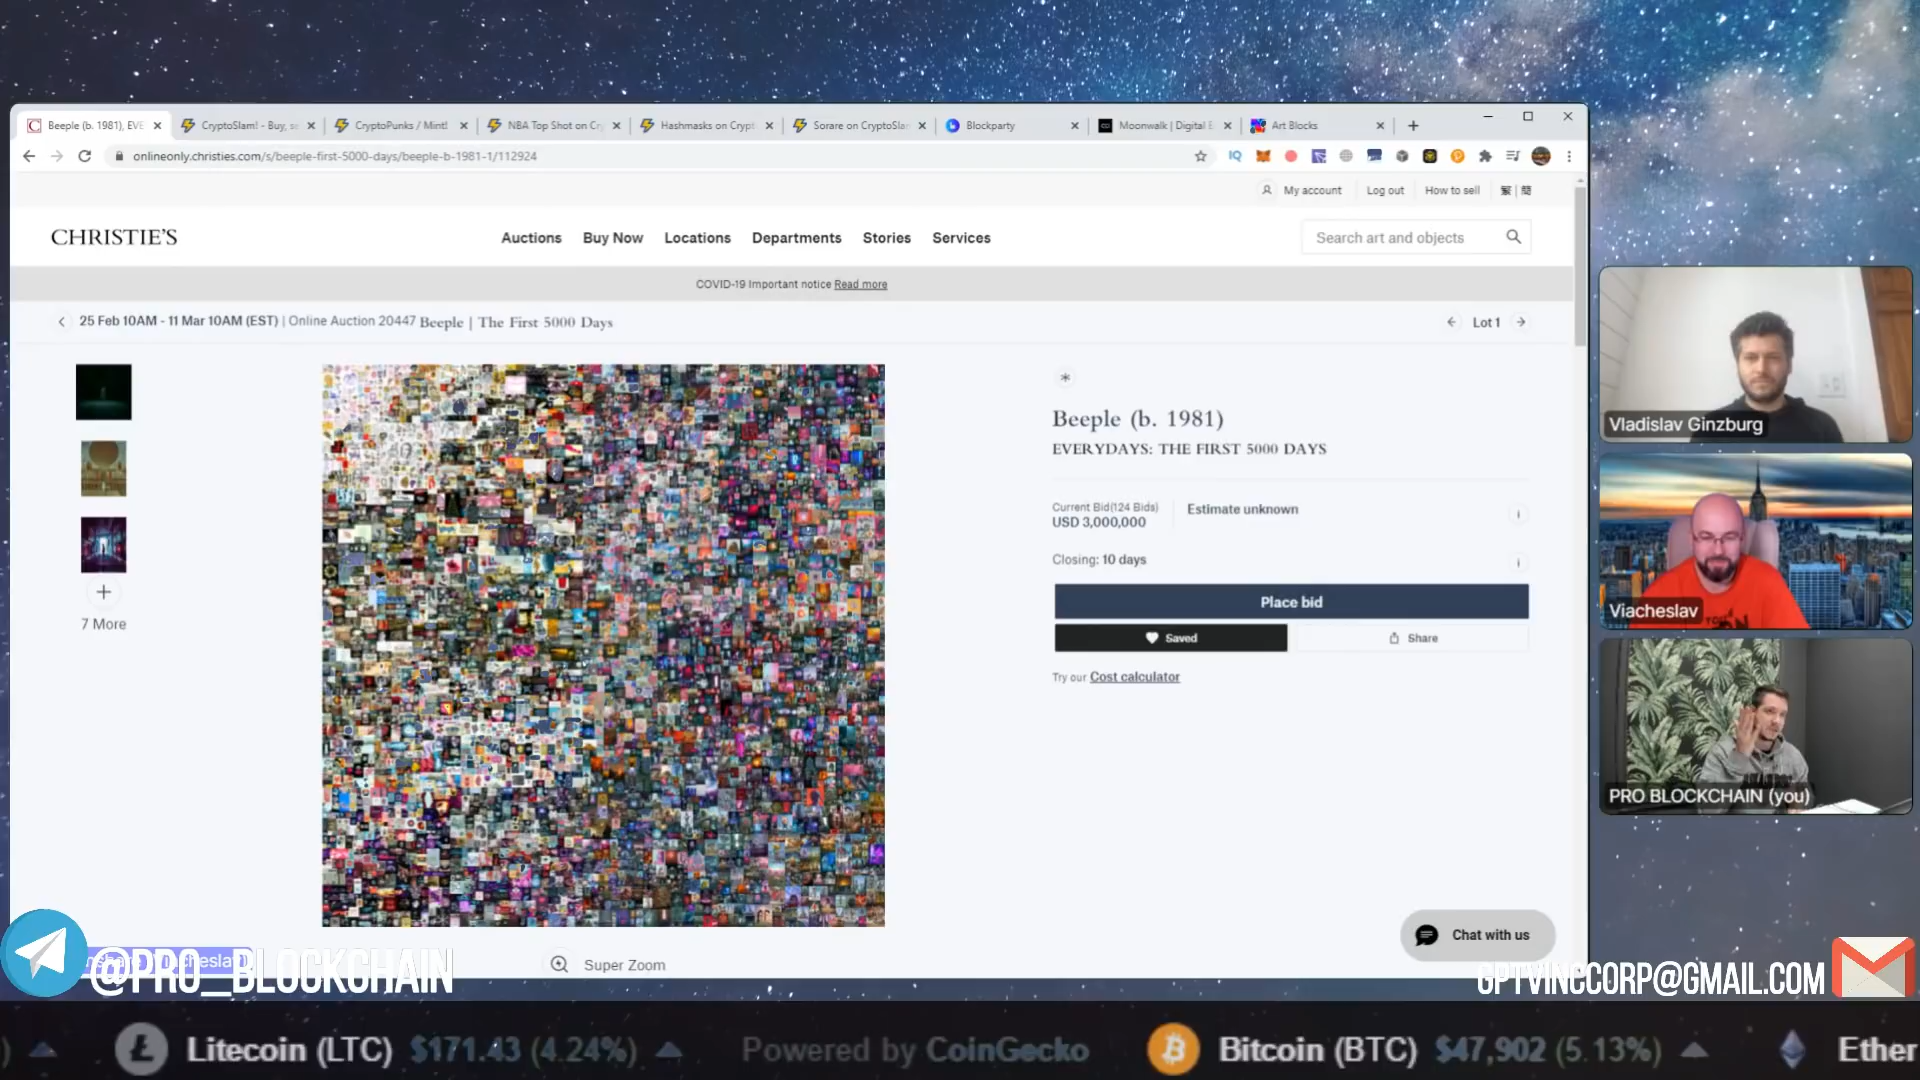 Beeple (b. 1981), EVE
CryptoSlam! - Buy, se
CryptoPunks / Mint!
NBA Top Shot on Cr
Hashmasks on Crypt
Sorare on CryptoSla
Blockparty
Moonwalk | Digital E
Art Blocks
onlineonly.christies.com/s/beeple-first-5000-days/beeple-b-1981-1/112924
My account
Log out
How to sell
繁 | 簡
CHRISTIE'S
Auctions
Buy Now
Locations
Departments
Stories
Services
Search art and objects
COVID-19 Important notice Read more
25 Feb 10AM - 11 Mar 10AM (EST) | Online Auction 20447 Beeple | The First 5000 Days
Lot 1
Beeple (b. 1981)
EVERYDAYS: THE FIRST 5000 DAYS
Current Bid(124 Bids)
USD 3,000,000
Estimate unknown
Closing: 10 days
Place bid
Saved
Share
Try our Cost calculator
7 More
Super Zoom
Chat with us
Vladislav Ginzburg
Viacheslav
PRO BLOCKCHAIN (you)
@PRO_BLOCKCHAIN
GPTVINCCORP@GMAIL.COM
Litecoin (LTC) $171.43 (4.24%)
Powered by CoinGecko
Bitcoin (BTC) $47,902 (5.13%)
Ether